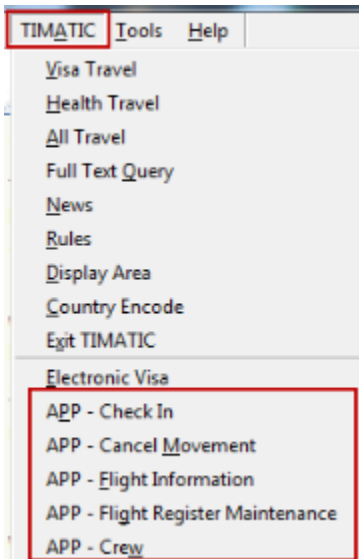 TIMATIC Tools Help
Visa Travel
Health Travel
All Travel
Full Text Query
News
Rules
Display Area
Country Encode
Exit TIMATIC
Electronic Visa
APP - Check In
APP - Cancel Movement
APP - Flight Information
APP - Flight Register Maintenance
APP - Crew